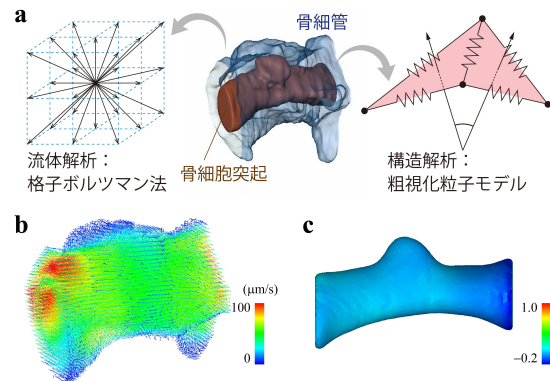 a
骨細管
流体解析：
格子ボルツマン法
骨細胞突起
構造解析：
粗視化粒子モデル
b
(μm/s)
100
0
c
1.0
−0.2